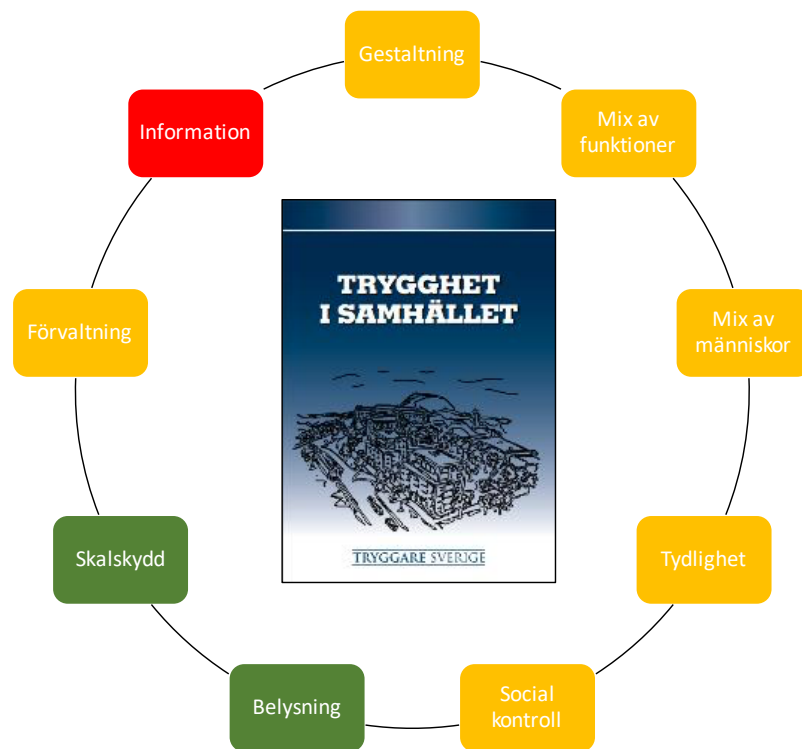 Gestaltning
Mix av
funktioner
Mix av
människor
Tydlighet
Social
kontroll
Belysning
Skalskydd
Förvaltning
Information
TRYGGHET
I SAMHÄLLET
TRYGGARE SVERIGE